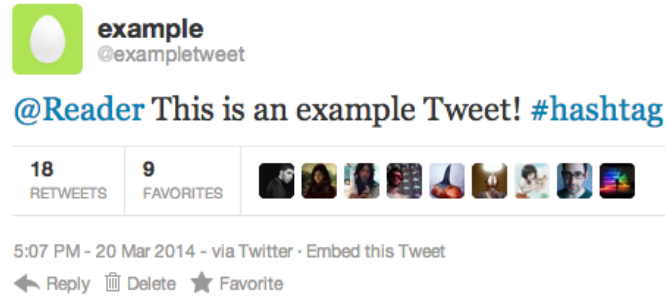 example
@exampletweet
@Reader This is an example Tweet! #hashtag
18 9
RETWEETS FAVORITES
5:07 PM - 20 Mar 2014 - via Twitter · Embed this Tweet
Reply Delete Favorite